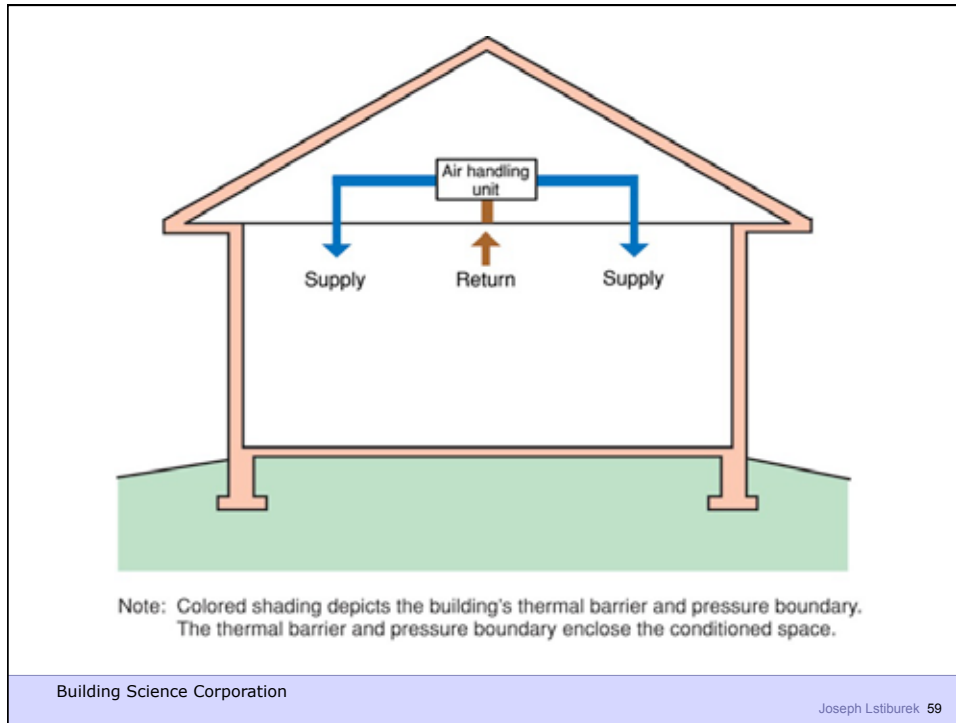 Air handling
unit
Supply
Return
Supply
Note: Colored shading depicts the building's thermal barrier and pressure boundary.
The thermal barrier and pressure boundary enclose the conditioned space.
Building Science Corporation
Joseph Lstiburek 59